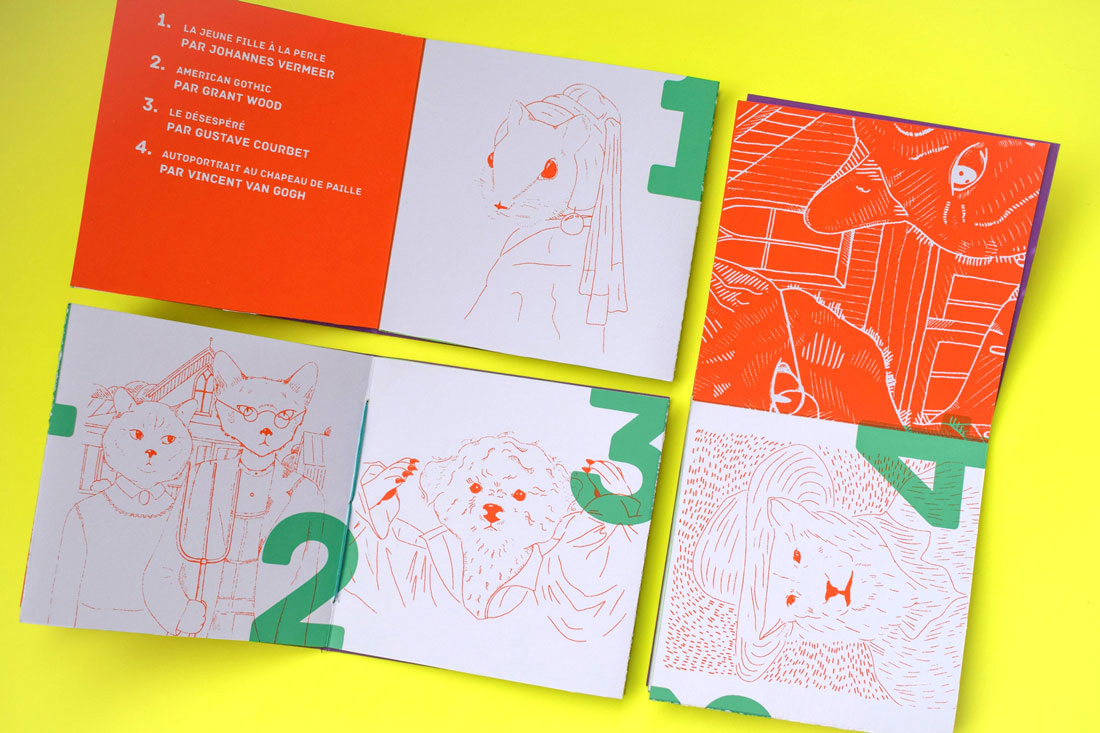 1. LA JEUNE FILLE À LA PERLE
PAR JOHANNES VERMEER
2. AMERICAN GOTHIC
PAR GRANT WOOD
3. LE DÉSESPÉRÉ
PAR GUSTAVE COURBET
4. AUTOPORTRAIT AU CHAPEAU DE PAILLE
PAR VINCENT VAN GOGH
1
2
3
4